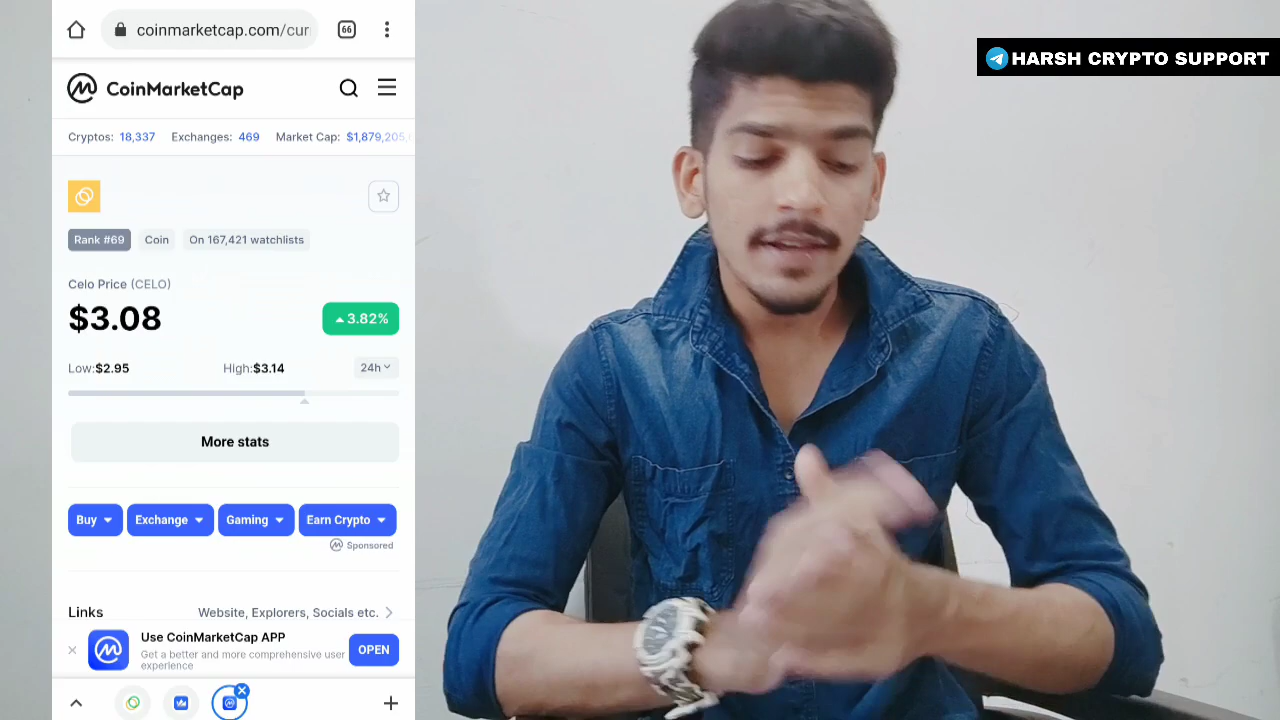 coinmarketcap.com/cur
66
CoinMarketCap
Cryptos: 18,337 Exchanges: 469 Market Cap: $1,879,205,
Rank #69 Coin On 167,421 watchlists
Celo Price (CELO)
$3.08 3.82%
Low:$2.95 High:$3.14 24h
More stats
Buy Exchange Gaming Earn Crypto
Sponsored
Links Website, Explorers, Socials etc.
Use CoinMarketCap APP
Get a better and more comprehensive user
experience
OPEN
HARSH CRYPTO SUPPORT